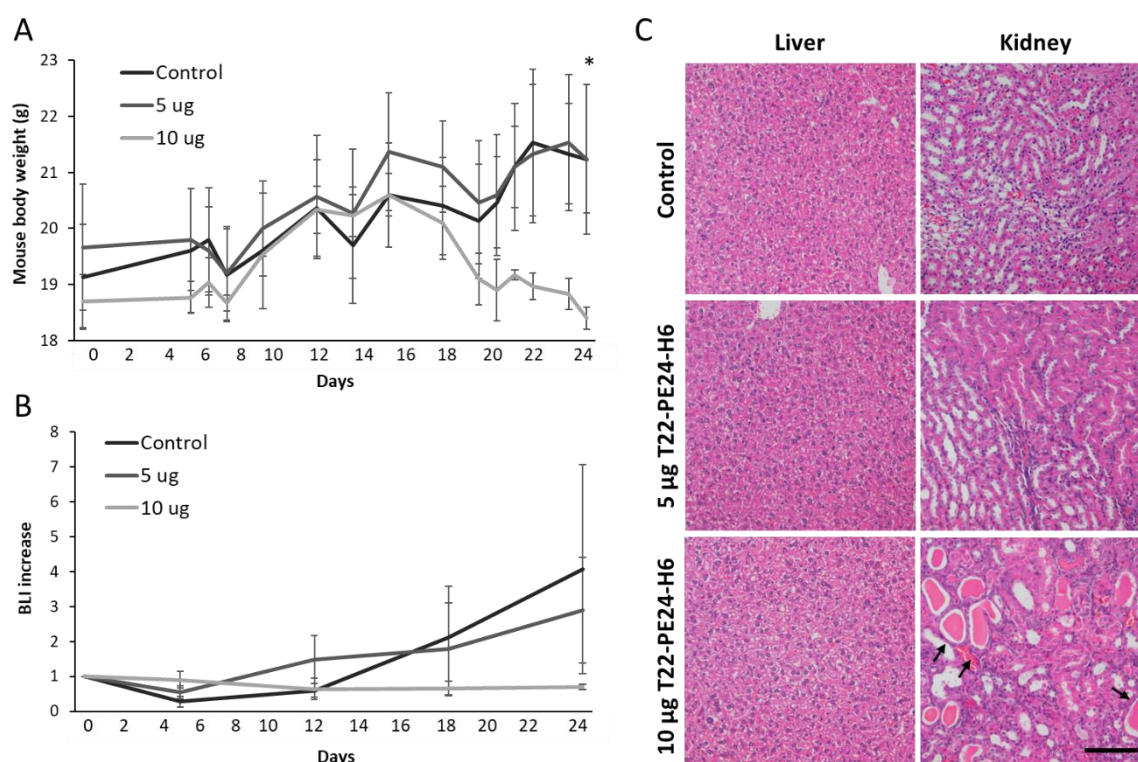 A
23
22
21
20
19
18
Mouse body weight (g)
Control
5 ug
10 ug
*
0 2 4 6 8 10 12 14 16 18 20 22 24
Days
B
8
7
6
5
4
3
2
1
0
BLI increase
Control
5 ug
10 ug
0 2 4 6 8 10 12 14 16 18 20 22 24
Days
C
Liver Kidney
Control
5 µg T22-PE24-H6
10 µg T22-PE24-H6